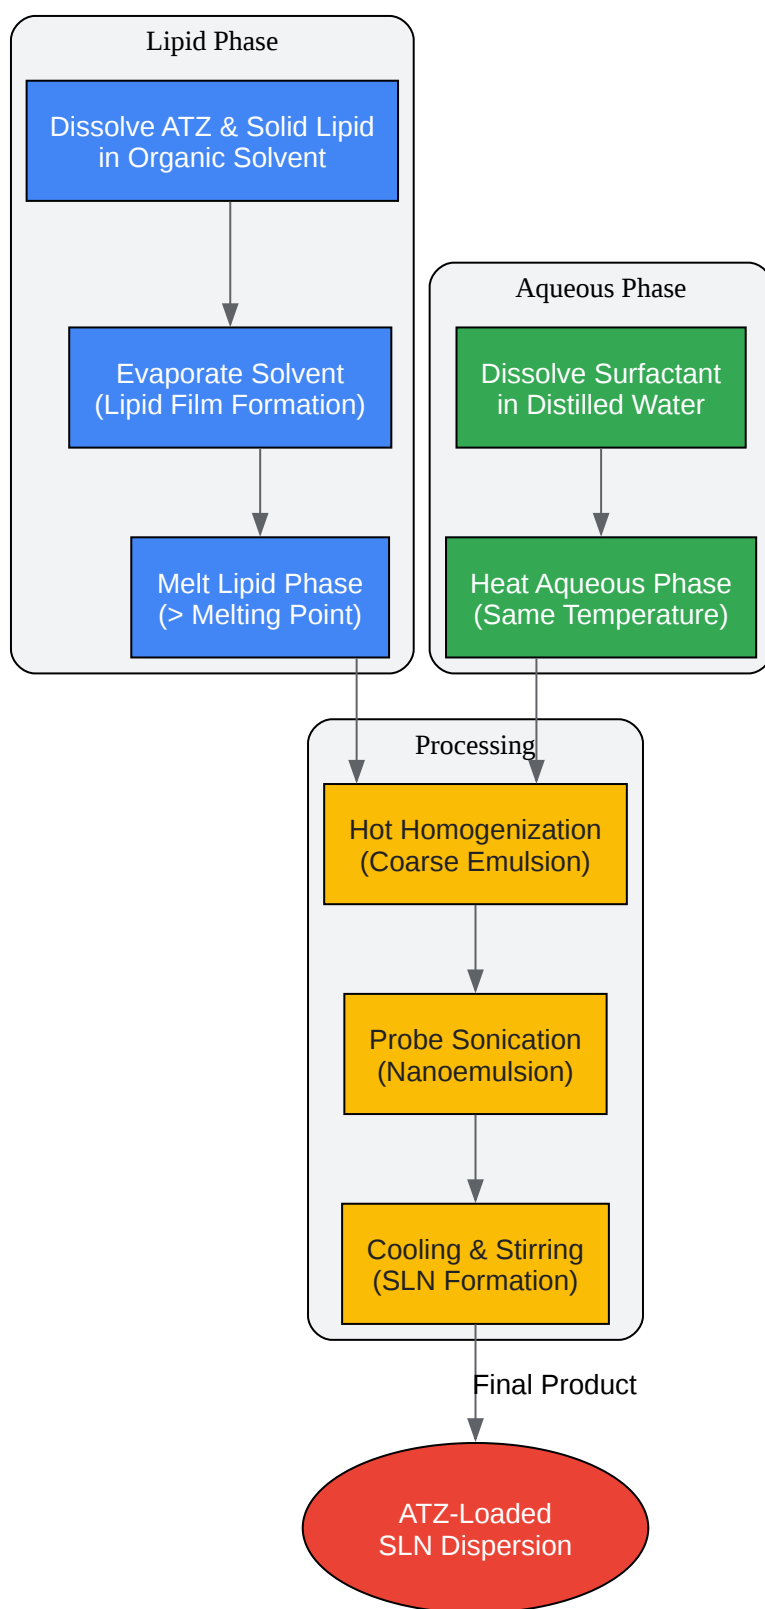 Lipid Phase
Dissolve ATZ & Solid Lipid
in Organic Solvent
Evaporate Solvent
(Lipid Film Formation)
Melt Lipid Phase
(> Melting Point)
Aqueous Phase
Dissolve Surfactant
in Distilled Water
Heat Aqueous Phase
(Same Temperature)
Processing
Hot Homogenization
(Coarse Emulsion)
Probe Sonication
(Nanoemulsion)
Cooling & Stirring
(SLN Formation)
Final Product
ATZ-Loaded
SLN Dispersion